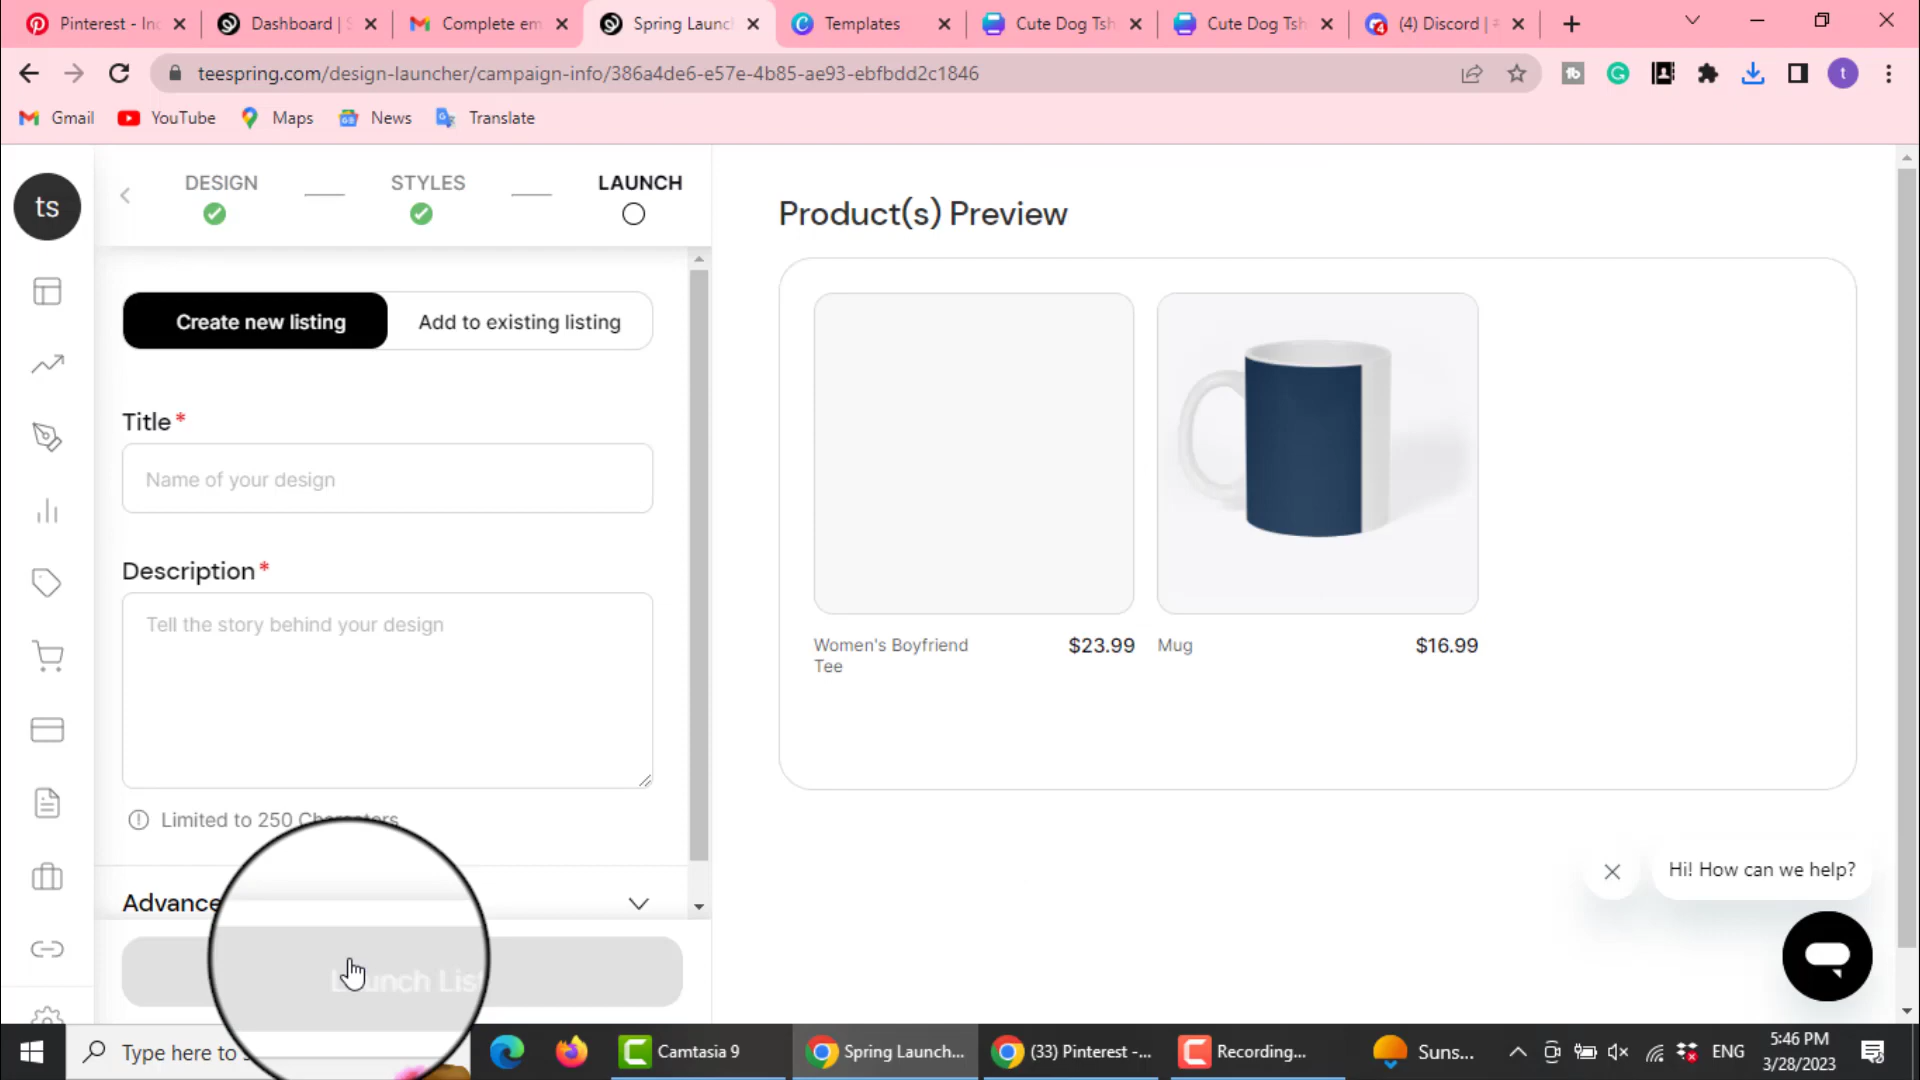 Pinterest - Inc
Dashboard | S
Complete em
Spring Launc
Templates
Cute Dog Tsh
Cute Dog Tsh
(4) Discord |
teespring.com/design-launcher/campaign-info/386a4de6-e57e-4b85-ae93-ebfbdd2c1846
t
Gmail
YouTube
Maps
News
Translate
ts
DESIGN
STYLES
LAUNCH
Product(s) Preview
Create new listing
Add to existing listing
Title *
Name of your design
Description *
Tell the story behind your design
Limited to 250 Characters
Women's Boyfriend
Tee
$23.99
Mug
$16.99
Hi! How can we help?
Advance
Launch List
Type here to s
Camtasia 9
Spring Launch...
(33) Pinterest -...
Recording...
Suns...
ENG
5:46 PM
3/28/2023